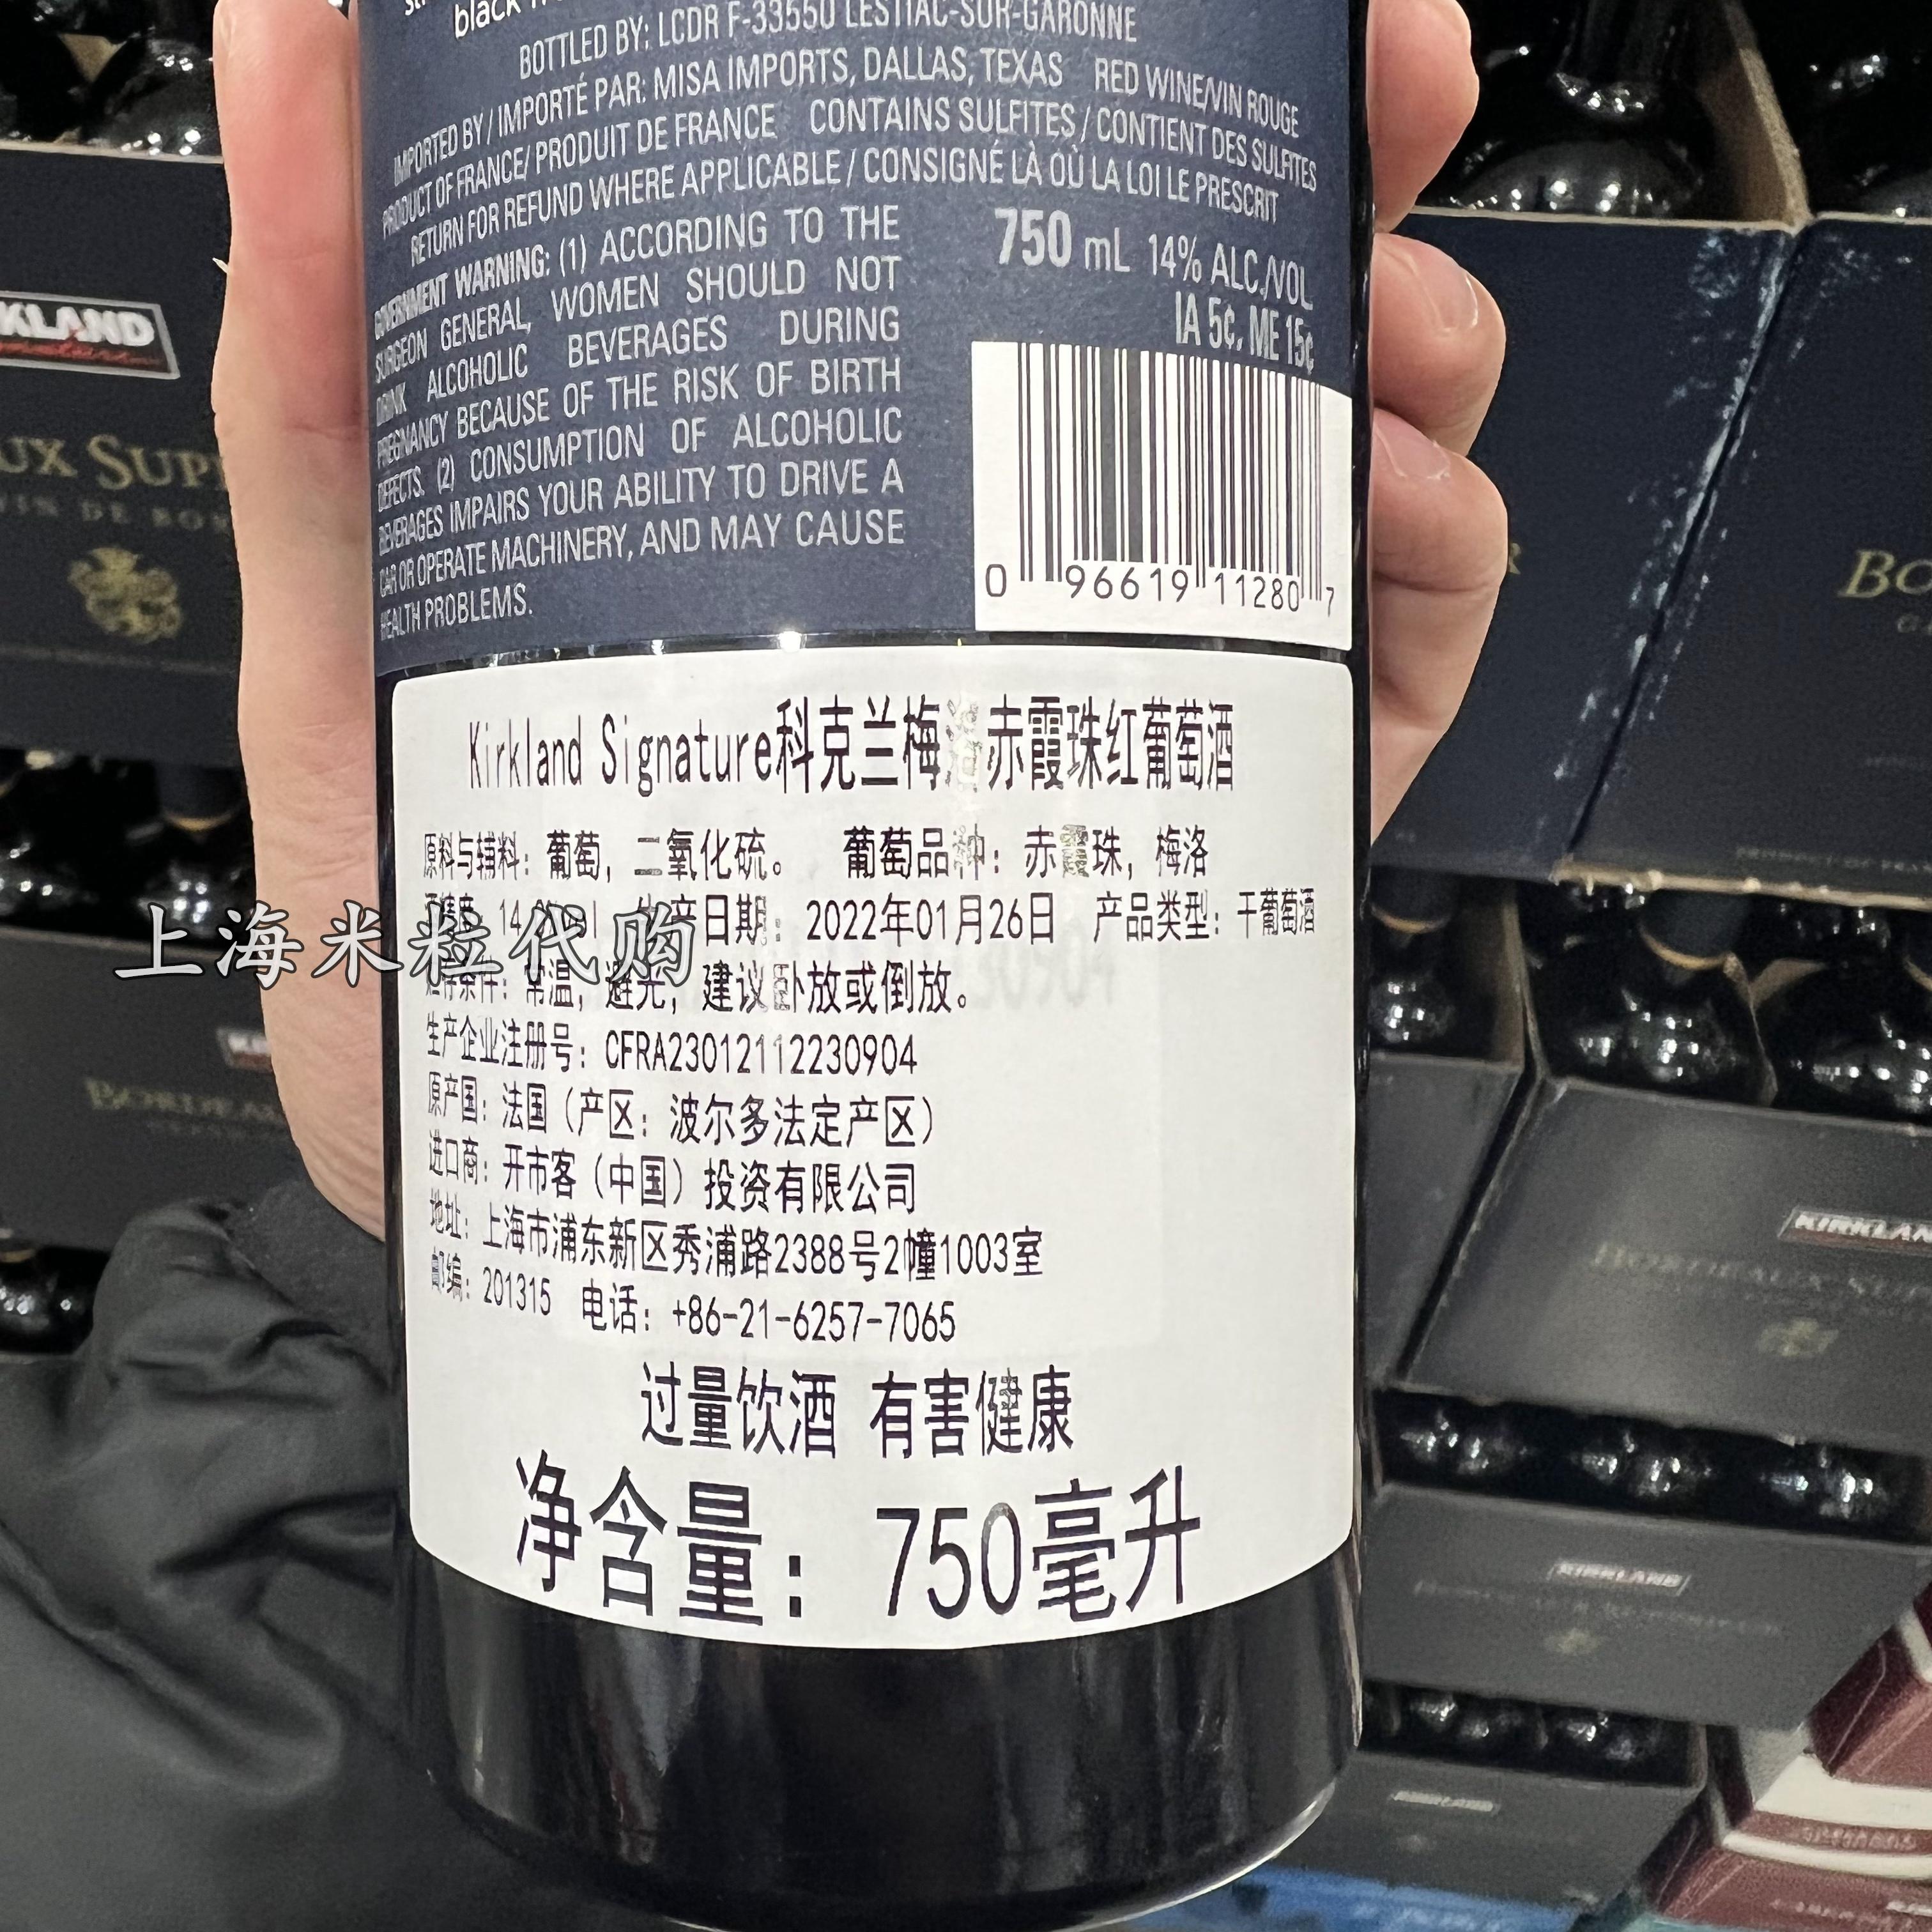 black
BOTTLED BY: LCDR F-33550 LESTIAC-SUR-GARONNE
IMPORTED BY / IMPORTÉ PAR: MISA IMPORTS, DALLAS, TEXAS RED WINE/VIN ROUGE
PRODUCT OF FRANCE/ PRODUIT DE FRANCE CONTAINS SULFITES / CONTIENT DES SULFITES
RETURN FOR REFUND WHERE APPLICABLE / CONSIGNÉ LÀ OÙ LA LOI LE PRESCRIT
GOVERNMENT WARNING: (1) ACCORDING TO THE
SURGEON GENERAL, WOMEN SHOULD NOT
DRINK ALCOHOLIC BEVERAGES DURING
PREGNANCY BECAUSE OF THE RISK OF BIRTH
DEFECTS. (2) CONSUMPTION OF ALCOHOLIC
BEVERAGES IMPAIRS YOUR ABILITY TO DRIVE A
CAR OR OPERATE MACHINERY, AND MAY CAUSE
HEALTH PROBLEMS.
750 mL 14% ALC./VOL
IA 5¢, ME 15¢
0 96619 11280 7
Kirkland Signature科克兰梅洛赤霞珠红葡萄酒
原料与辅料：葡萄，二氧化硫。 葡萄品种：赤霞珠，梅洛
生产日期：2022年01月26日 产品类型：干葡萄酒
贮存条件：常温，避光，建议卧放或倒放。
生产企业注册号：CFRA23012112230904
原产国：法国（产区：波尔多法定产区）
进口商：开市客（中国）投资有限公司
地址：上海市浦东新区秀浦路2388号2幢1003室
邮编：201315 电话：+86-21-6257-7065
过量饮酒 有害健康
净含量：750毫升
上海米粒代购
KIRKLAND
KIRKLAND